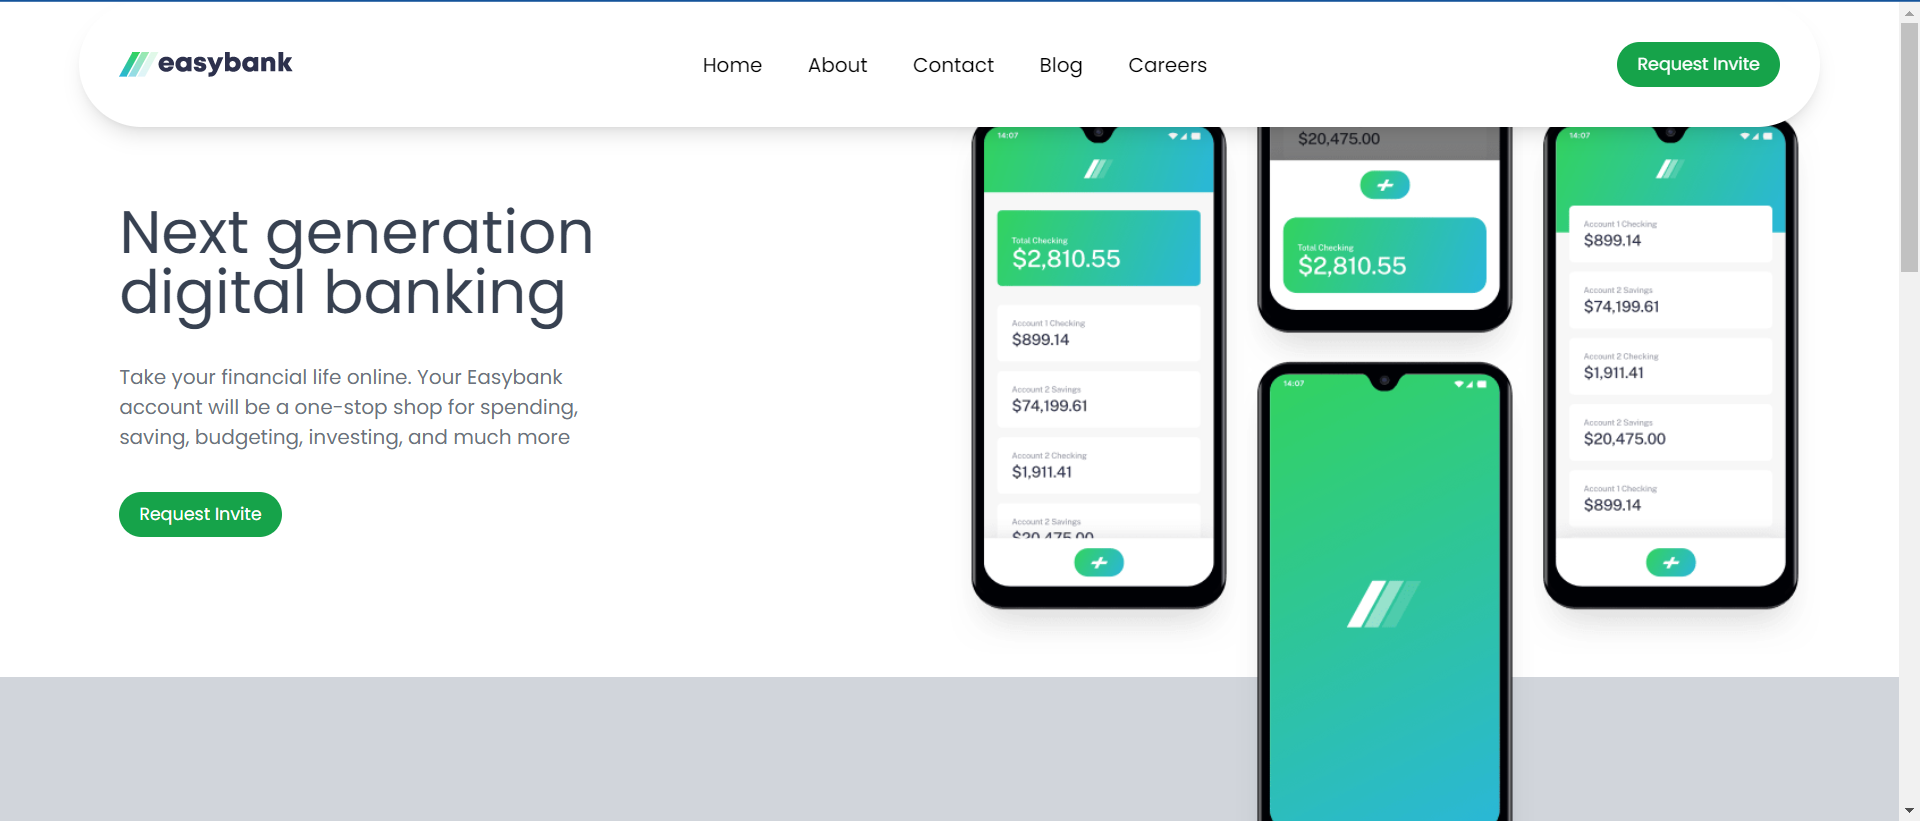 easybank
Home
About
Contact
Blog
Careers
Request Invite
Next generation
digital banking
Take your financial life online. Your Easybank
account will be a one-stop shop for spending,
saving, budgeting, investing, and much more
Request Invite
14:07
Total Checking
$2,810.55
Account 1 Checking
$899.14
Account 2 Savings
$74,199.61
Account 2 Checking
$1,911.41
Account 2 Savings
$20,475.00
$20,475.00
Total Checking
$2,810.55
14:07
14:07
Account 1 Checking
$899.14
Account 2 Savings
$74,199.61
Account 2 Checking
$1,911.41
Account 2 Savings
$20,475.00
Account 1 Checking
$899.14